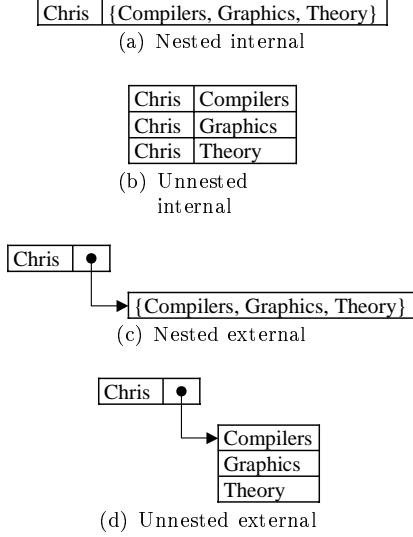 Chris {Compilers, Graphics, Theory}
(a) Nested internal
Chris Compilers
Chris Graphics
Chris Theory
(b) Unnested
internal
Chris
{Compilers, Graphics, Theory}
(c) Nested external
Chris
Compilers
Graphics
Theory
(d) Unnested external